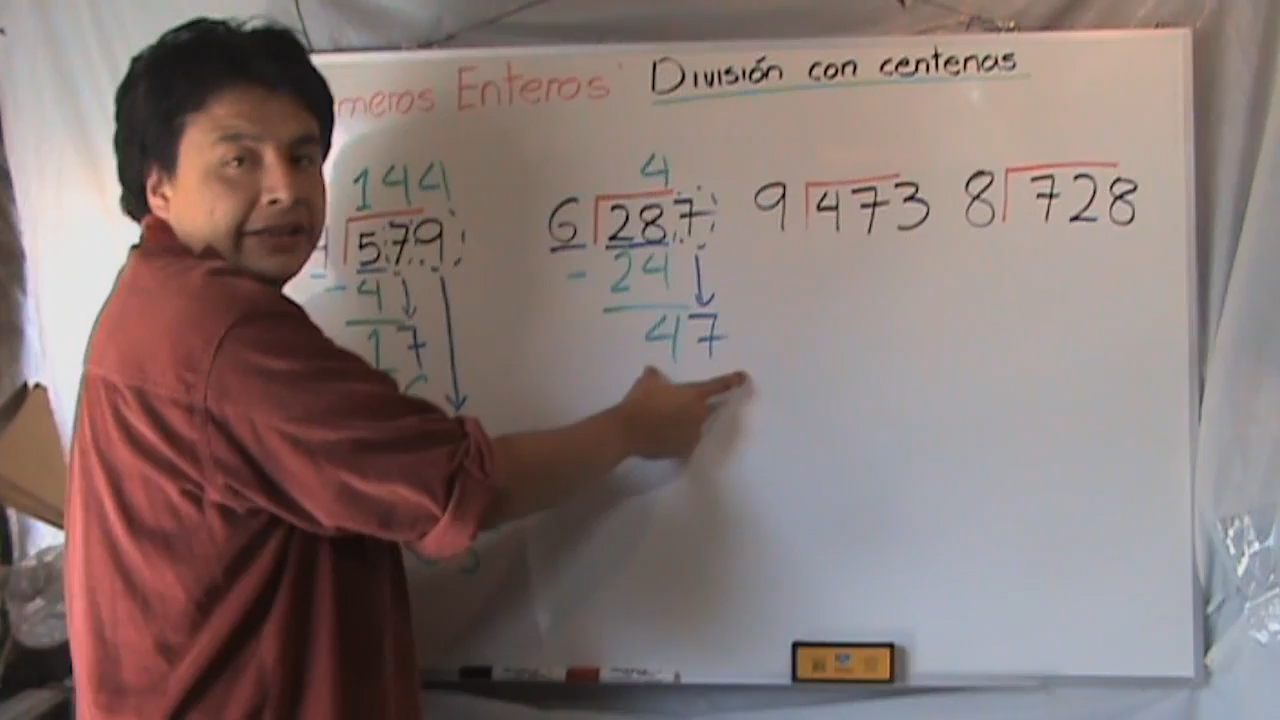 meros Enteros División con centenas
144 4
579 6 287 9 473 8 728
- 4 - 24
17 47